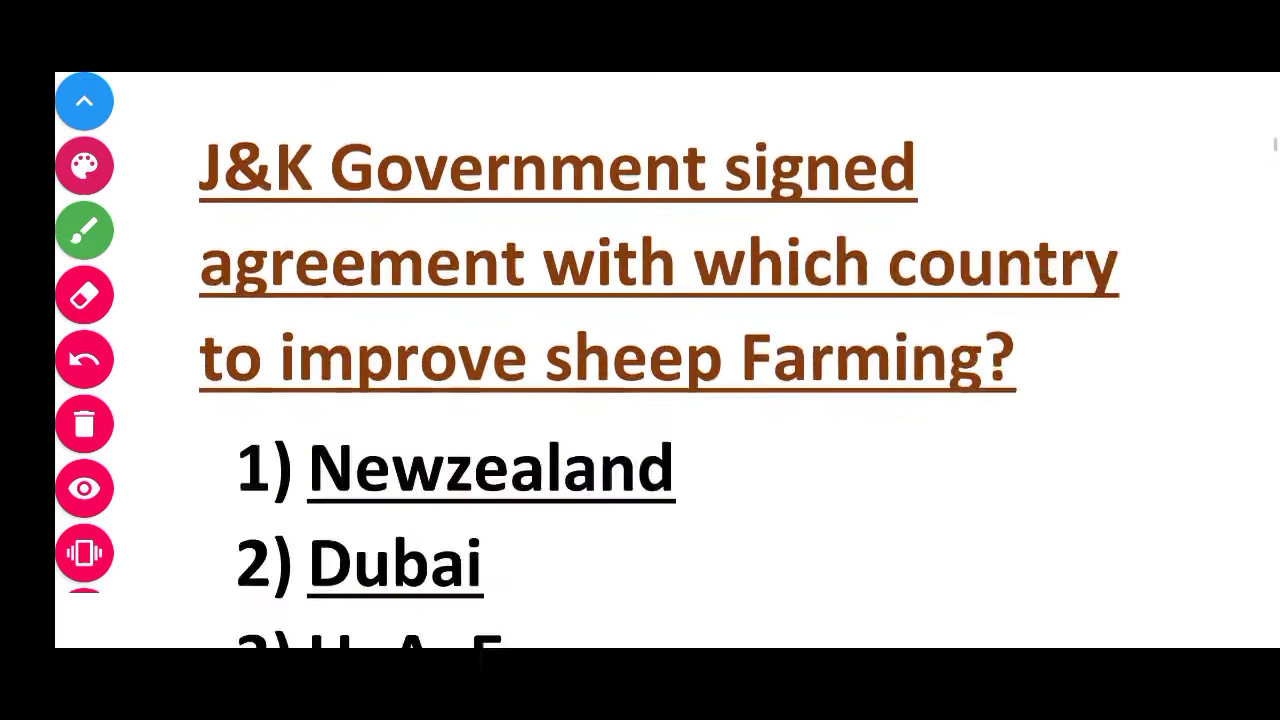 J&K Government signed
agreement with which country
to improve sheep Farming?
1) Newzealand
2) Dubai